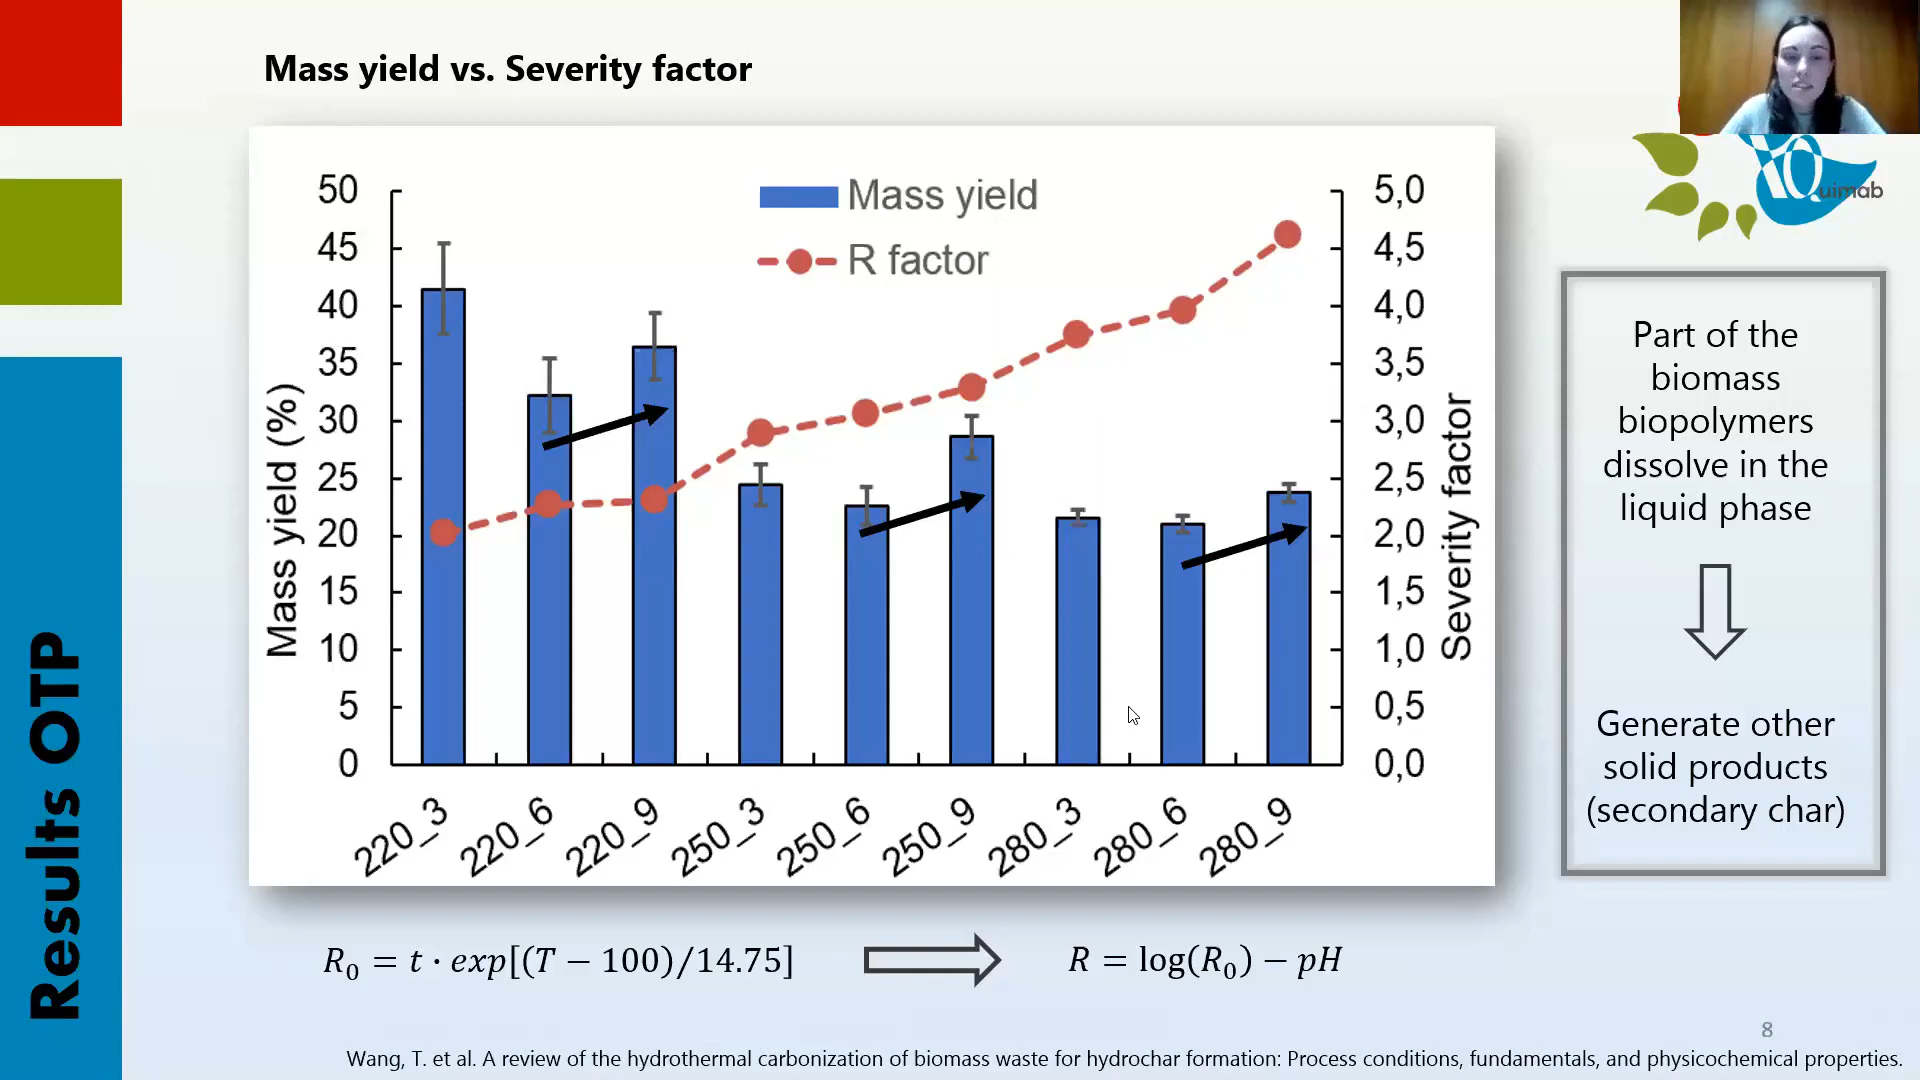 Mass yield vs. Severity factor
Quimab
Results OTP
Mass yield
R factor
Mass yield (%)
50
45
40
35
30
25
20
15
10
5
0
5,0
4,5
4,0
3,5
3,0
2,5
2,0
1,5
1,0
0,5
0,0
Severity factor
220_3
220_6
220_9
250_3
250_6
250_9
280_3
280_6
280_9
Part of the
biomass
biopolymers
dissolve in the
liquid phase
Generate other
solid products
(secondary char)
R₀ = t · exp[(T − 100)/14.75]
R = log(R₀) − pH
8
Wang, T. et al. A review of the hydrothermal carbonization of biomass waste for hydrochar formation: Process conditions, fundamentals, and physicochemical properties.